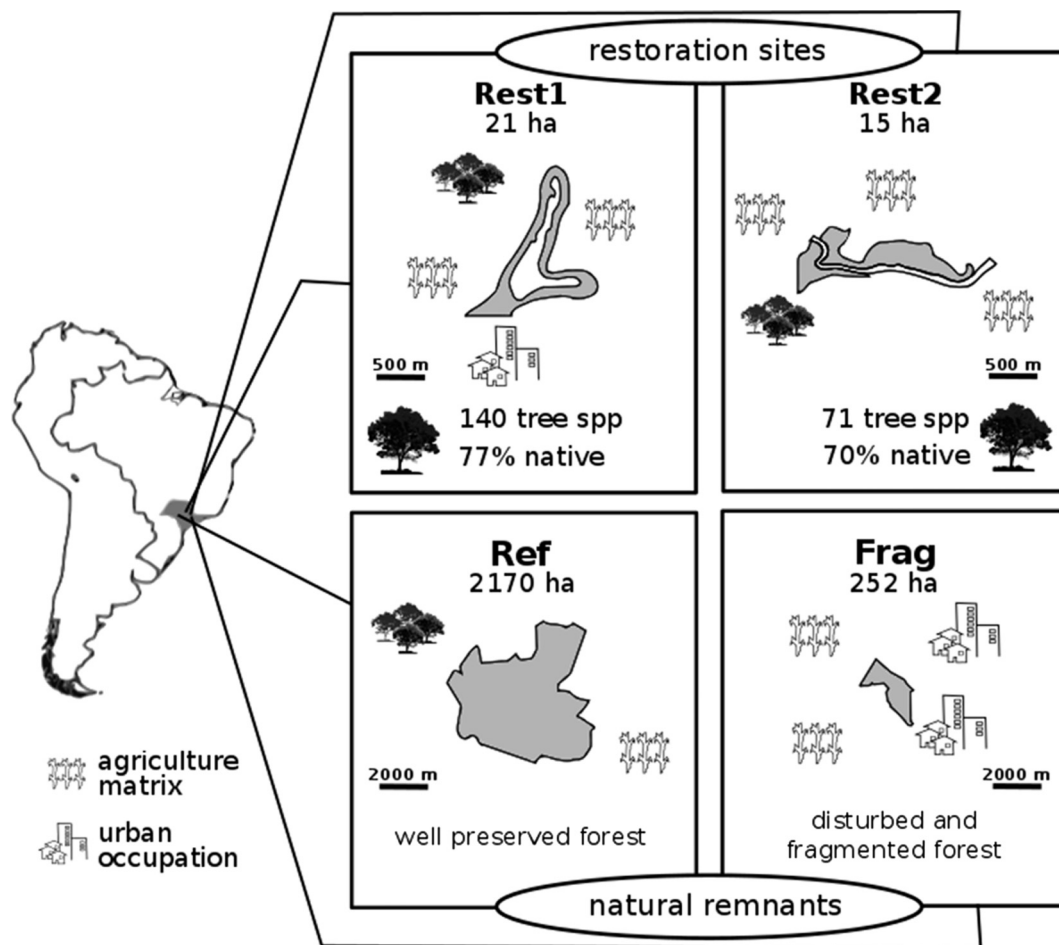 restoration sites
Rest1
21 ha
500 m
140 tree spp
77% native
Rest2
15 ha
500 m
71 tree spp
70% native
Ref
2170 ha
2000 m
well preserved forest
Frag
252 ha
2000 m
disturbed and
fragmented forest
natural remnants
agriculture
matrix
urban
occupation